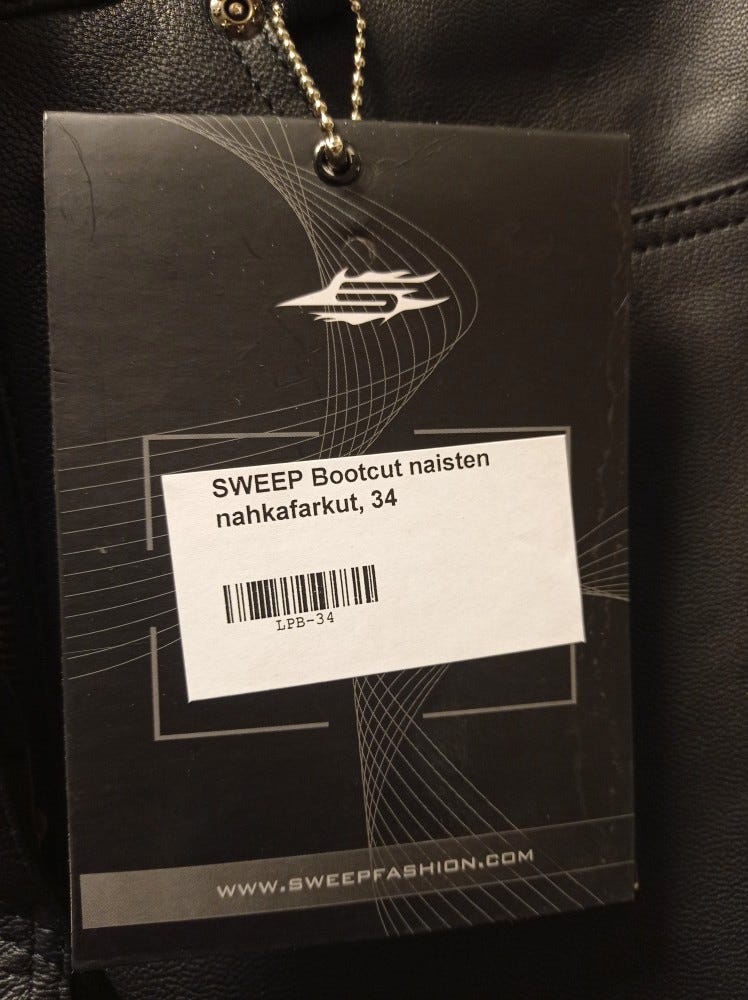 SWEEP Bootcut naisten
nahkafarkut, 34
LPB-34
WWW.SWEEPFASHION.COM